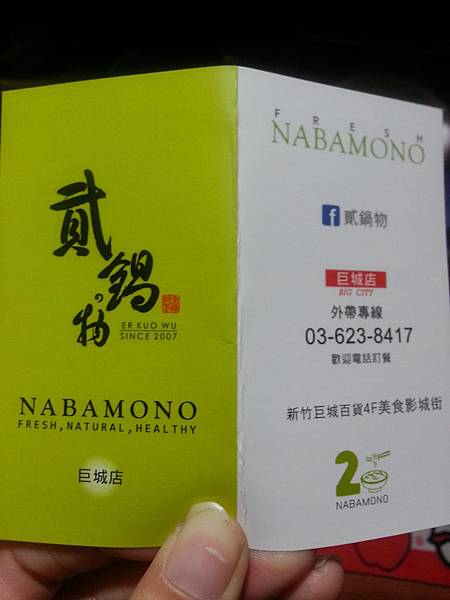 貳鍋物
ER KUO WU
SINCE 2007
NABAMONO
FRESH,NATURAL,HEALTHY
巨城店
FRESH
NABAMONO
f 貳鍋物
巨城店
BIG CITY
外帶專線
03-623-8417
歡迎電話訂餐
新竹巨城百貨4F美食影城街
2
NABAMONO